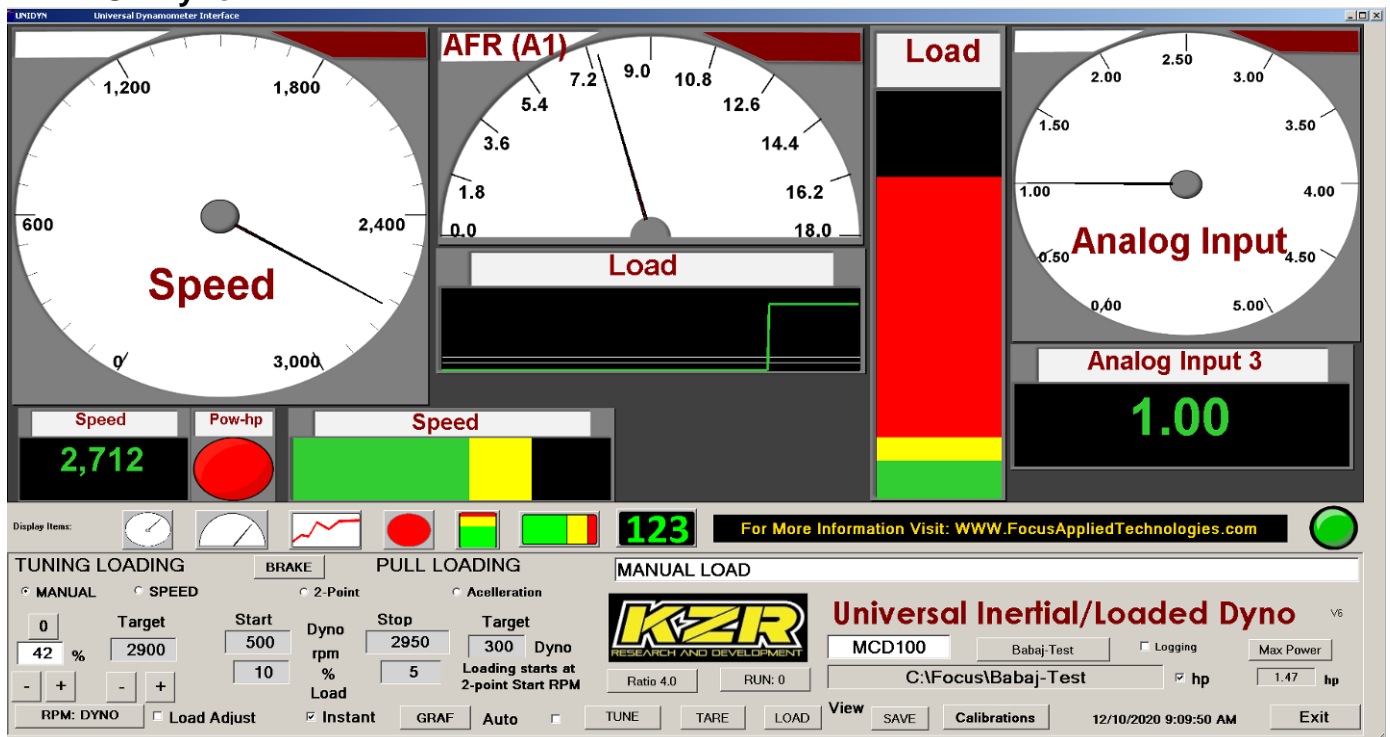 UNIDYN Universal Dynamometer Interface
1,200
1,800
600
2,400
Speed
0
3,000
AFR (A1)
7.2
9.0
10.8
5.4
12.6
3.6
14.4
1.8
16.2
0.0
18.0
Load
Load
2.50
2.00
3.00
1.50
3.50
1.00
4.00
Analog Input
0.50
4.50
0,00
5.00
Analog Input 3
1.00
Speed
Pow-hp
Speed
2,712
Display Items:
123
For More Information Visit: WWW.FocusAppliedTechnologies.com
TUNING LOADING
BRAKE
PULL LOADING
MANUAL LOAD
MANUAL
SPEED
2-Point
Acelleration
0
Target
Start
Dyno
Stop
Target
42 %
2900
500
rpm
2950
300 Dyno
10
%
5
Loading starts at
Load
2-point Start RPM
- +
- +
RPM: DYNO
Load Adjust
Instant
GRAF
Auto
KZR
RESEARCH AND DEVELOPMENT
Universal Inertial/Loaded Dyno V6
MCD100
Babaj-Test
Logging
Max Power
Ratio 4.0
RUN: 0
C:\Focus\Babaj-Test
hp
1.47 hp
TUNE
TARE
LOAD
View
SAVE
Calibrations
12/10/2020 9:09:50 AM
Exit